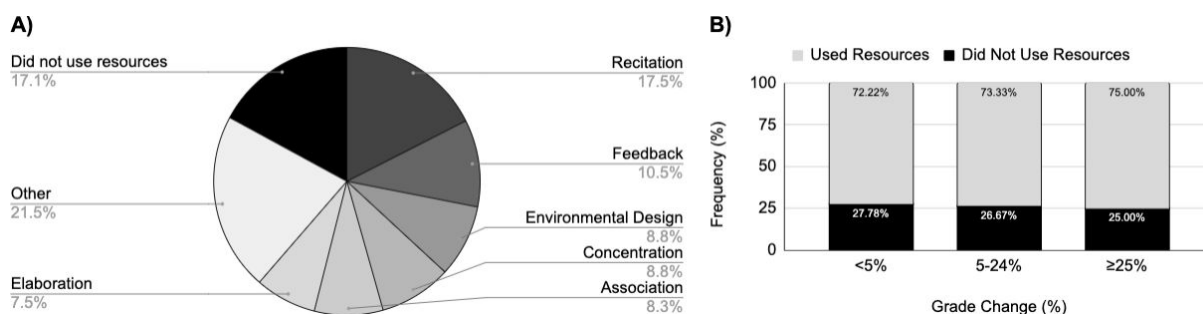 A)
Did not use resources
17.1%
Other
21.5%
Elaboration
7.5%
Recitation
17.5%
Feedback
10.5%
Environmental Design
8.8%
Concentration
8.8%
Association
8.3%
B)
Used Resources Did Not Use Resources
Frequency (%)
100
75
50
25
0
72.22% 73.33% 75.00%
27.78% 26.67% 25.00%
<5% 5-24% ≥25%
Grade Change (%)